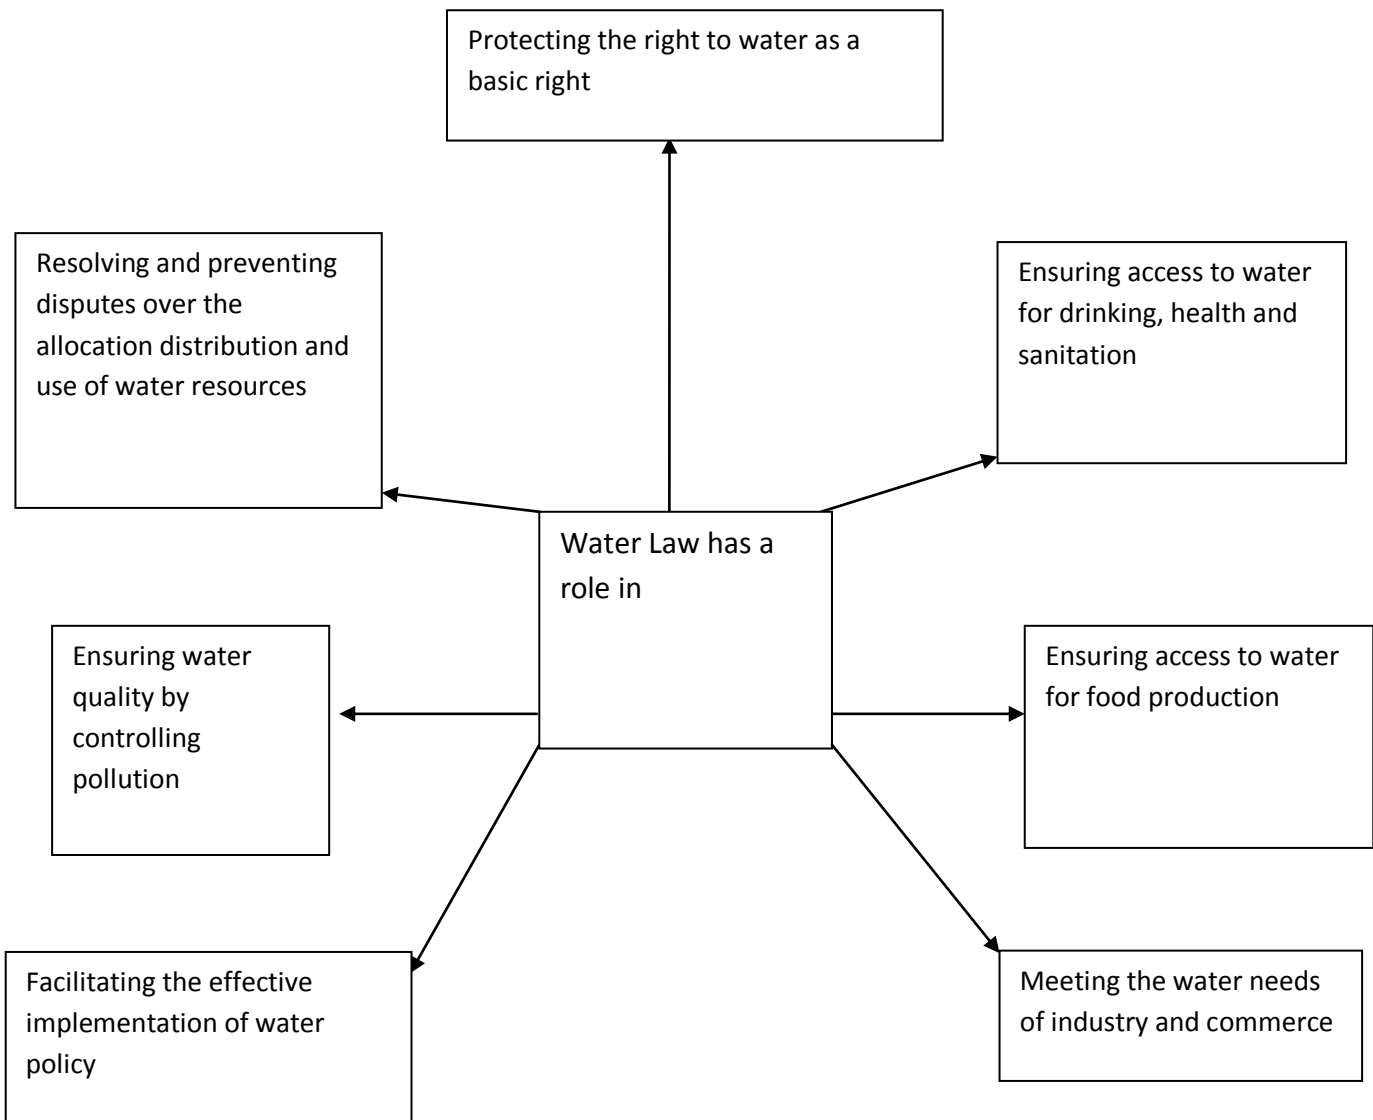 Protecting the right to water as a
basic right
Resolving and preventing
disputes over the
allocation distribution and
use of water resources
Ensuring access to water
for drinking, health and
sanitation
Water Law has a
role in
Ensuring water
quality by
controlling
pollution
Ensuring access to water
for food production
Facilitating the effective
implementation of water
policy
Meeting the water needs
of industry and commerce